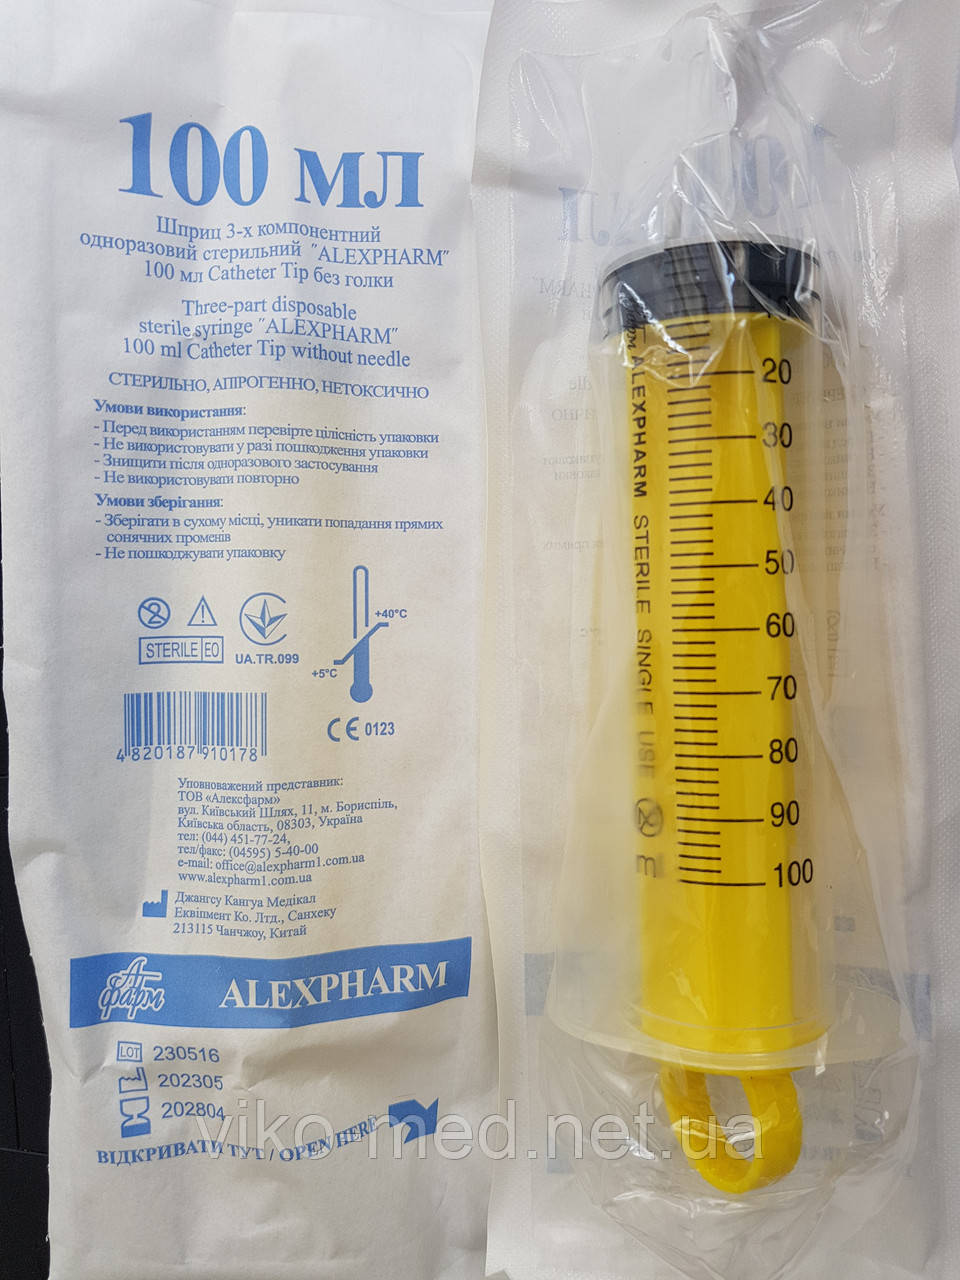 100 мл
Шприц 3-х компонентний
одноразовий стерильний "ALEXPHARM"
100 мл Catheter Tip без голки
Three-part disposable
sterile syringe "ALEXPHARM"
100 ml Catheter Tip without needle
СТЕРИЛЬНО, АПІРОГЕННО, НЕТОКСИЧНО
Умови використання:
- Перед використанням перевірте цілісність упаковки
- Не використовувати у разі пошкодження упаковки
- Знищити після одноразового застосування
- Не використовувати повторно
Умови зберігання:
- Зберігати в сухому місці, уникати попадання прямих
сонячних променів
- Не пошкоджувати упаковку
2
STERILE EO
UA.TR.099
+40°C
+5°C
CE 0123
4 820187 910178
Уповноважений представник:
ТОВ «Алексфарм»
вул. Київський Шлях, 11, м. Бориспіль,
Київська область, 08303, Україна
тел: (044) 451-77-24,
тел/факс: (04595) 5-40-00
e-mail: office@alexpharm1.com.ua
www.alexpharm1.com.ua
Джангсу Кангуа Медікал
Еквіпмент Ко. Лтд., Санхеку
213115 Чанчжоу, Китай
А фарм
ALEXPHARM
LOT 230516
202305
202804
ВІДКРИВАТИ ТУТ / OPEN HERE
10
20
30
40
50
60
70
80
90
100
ALEXPHARM STERILE SINGLE USE 2 ml
viko-med.net.ua